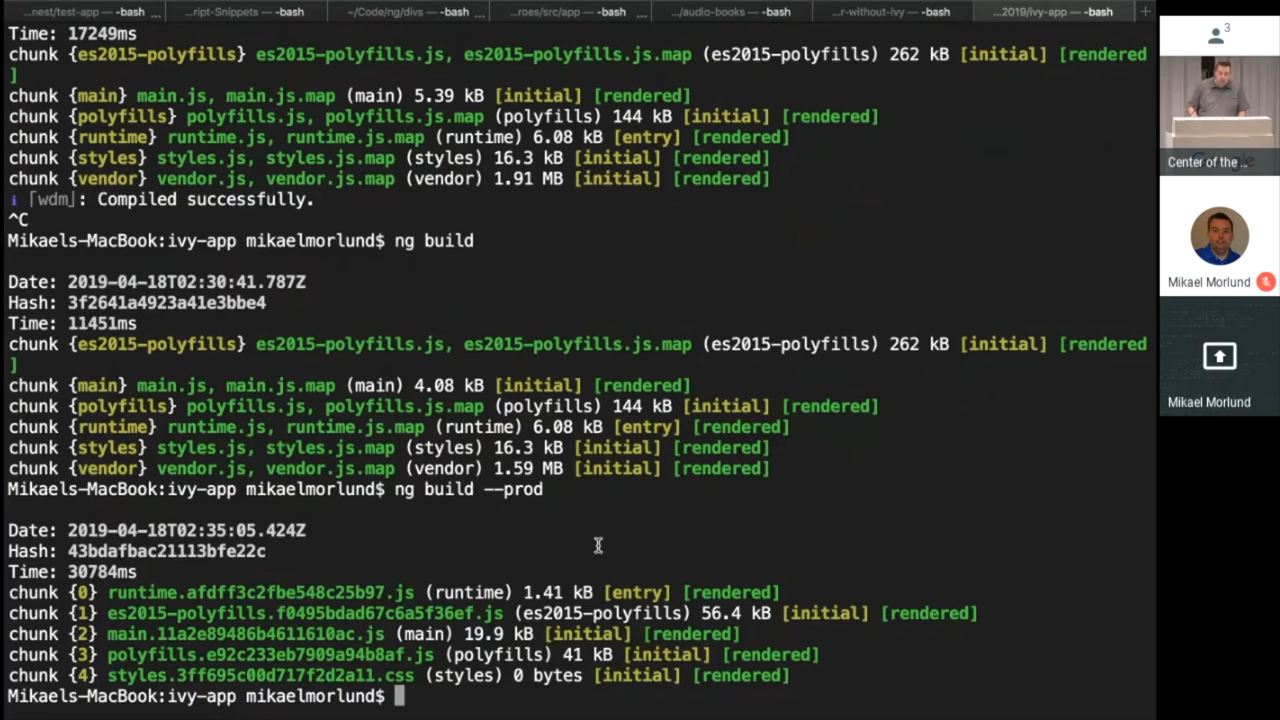 ...nest/test-app — -bash ... ...ript-Snippets — -bash ~/Code/ng/divs — -bash ... ...roes/src/app — -bash ... .../audio-books — -bash ...r-without-ivy — -bash ...2019/ivy-app — -bash +
Time: 17249ms
chunk {es2015-polyfills} es2015-polyfills.js, es2015-polyfills.js.map (es2015-polyfills) 262 kB [initial] [rendered
]
chunk {main} main.js, main.js.map (main) 5.39 kB [initial] [rendered]
chunk {polyfills} polyfills.js, polyfills.js.map (polyfills) 144 kB [initial] [rendered]
chunk {runtime} runtime.js, runtime.js.map (runtime) 6.08 kB [entry] [rendered]
chunk {styles} styles.js, styles.js.map (styles) 16.3 kB [initial] [rendered]
chunk {vendor} vendor.js, vendor.js.map (vendor) 1.91 MB [initial] [rendered]
ℹ ｢wdm｣: Compiled successfully.
^C
Mikaels-MacBook:ivy-app mikaelmorlund$ ng build
Date: 2019-04-18T02:30:41.787Z
Hash: 3f2641a4923a41e3bbe4
Time: 11451ms
chunk {es2015-polyfills} es2015-polyfills.js, es2015-polyfills.js.map (es2015-polyfills) 262 kB [initial] [rendered
]
chunk {main} main.js, main.js.map (main) 4.08 kB [initial] [rendered]
chunk {polyfills} polyfills.js, polyfills.js.map (polyfills) 144 kB [initial] [rendered]
chunk {runtime} runtime.js, runtime.js.map (runtime) 6.08 kB [entry] [rendered]
chunk {styles} styles.js, styles.js.map (styles) 16.3 kB [initial] [rendered]
chunk {vendor} vendor.js, vendor.js.map (vendor) 1.59 MB [initial] [rendered]
Mikaels-MacBook:ivy-app mikaelmorlund$ ng build --prod
Date: 2019-04-18T02:35:05.424Z
Hash: 43bdafbac21113bfe22c
Time: 30784ms
chunk {0} runtime.afdff3c2fbe548c25b97.js (runtime) 1.41 kB [entry] [rendered]
chunk {1} es2015-polyfills.f0495bdad67c6a5f36ef.js (es2015-polyfills) 56.4 kB [initial] [rendered]
chunk {2} main.11a2e89486b4611610ac.js (main) 19.9 kB [initial] [rendered]
chunk {3} polyfills.e92c233eb7909a94b8af.js (polyfills) 41 kB [initial] [rendered]
chunk {4} styles.3ff695c00d717f2d2a11.css (styles) 0 bytes [initial] [rendered]
Mikaels-MacBook:ivy-app mikaelmorlund$
3
Center of the ...
Mikael Morlund
Mikael Morlund